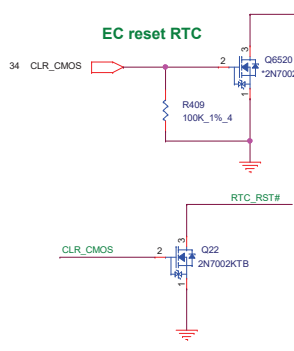 EC reset RTC
34 CLR_CMOS
2
3
1
Q6520
*2N7002
R409
100K_1%_4
RTC_RST#
CLR_CMOS
2
3
1
Q22
2N7002KTB